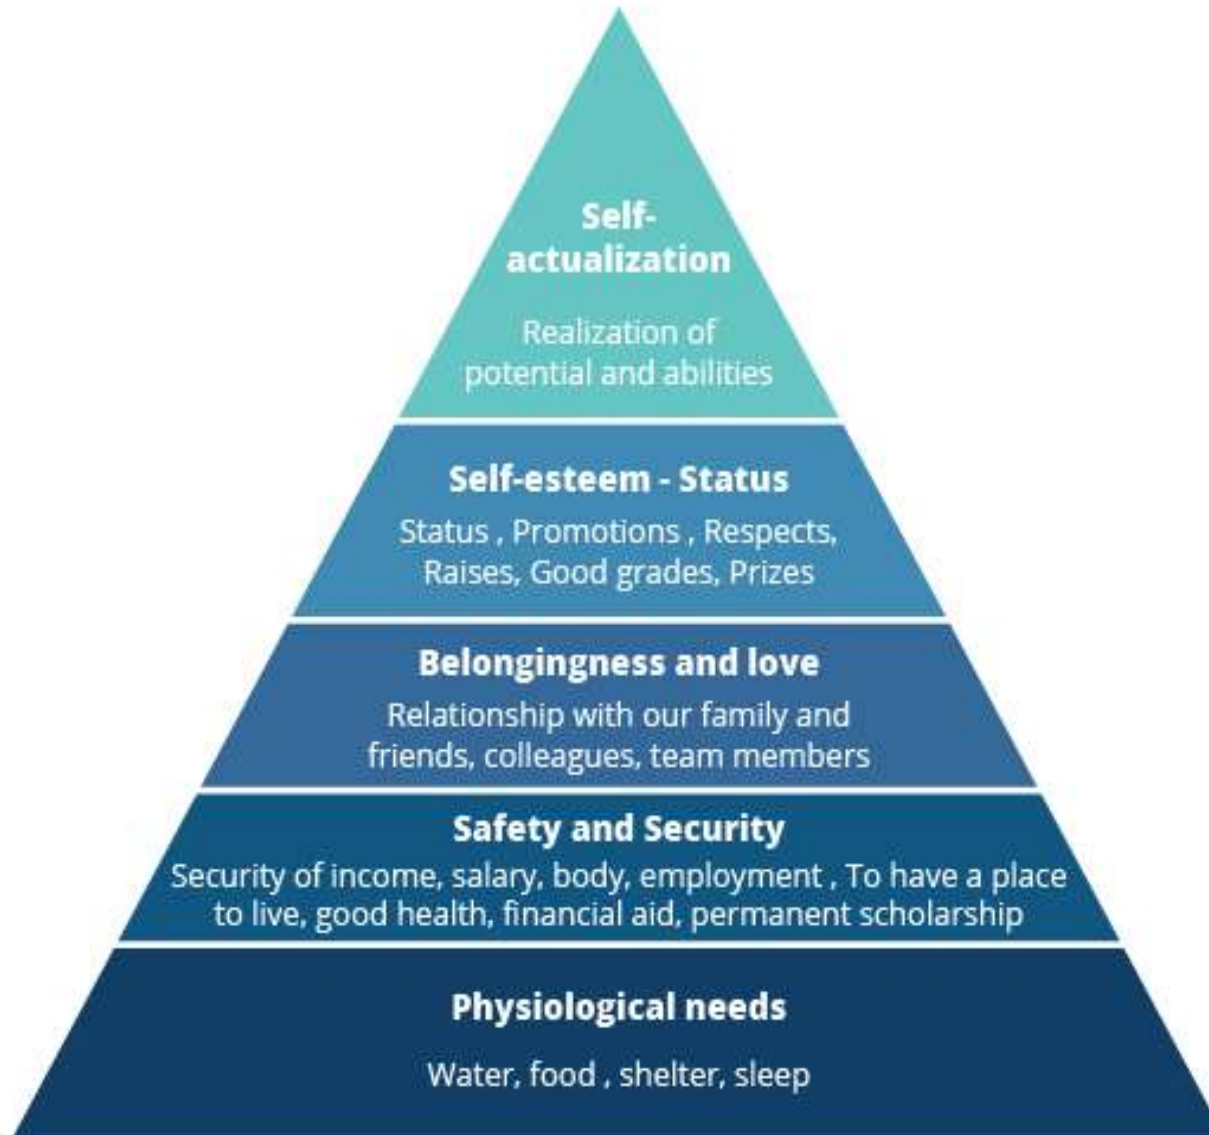 Self-
actualization
Realization of
potential and abilities
Self-esteem - Status
Status , Promotions , Respects,
Raises, Good grades, Prizes
Belongingness and love
Relationship with our family and
friends, colleagues, team members
Safety and Security
Security of income, salary, body, employment , To have a place
to live, good health, financial aid, permanent scholarship
Physiological needs
Water, food , shelter, sleep